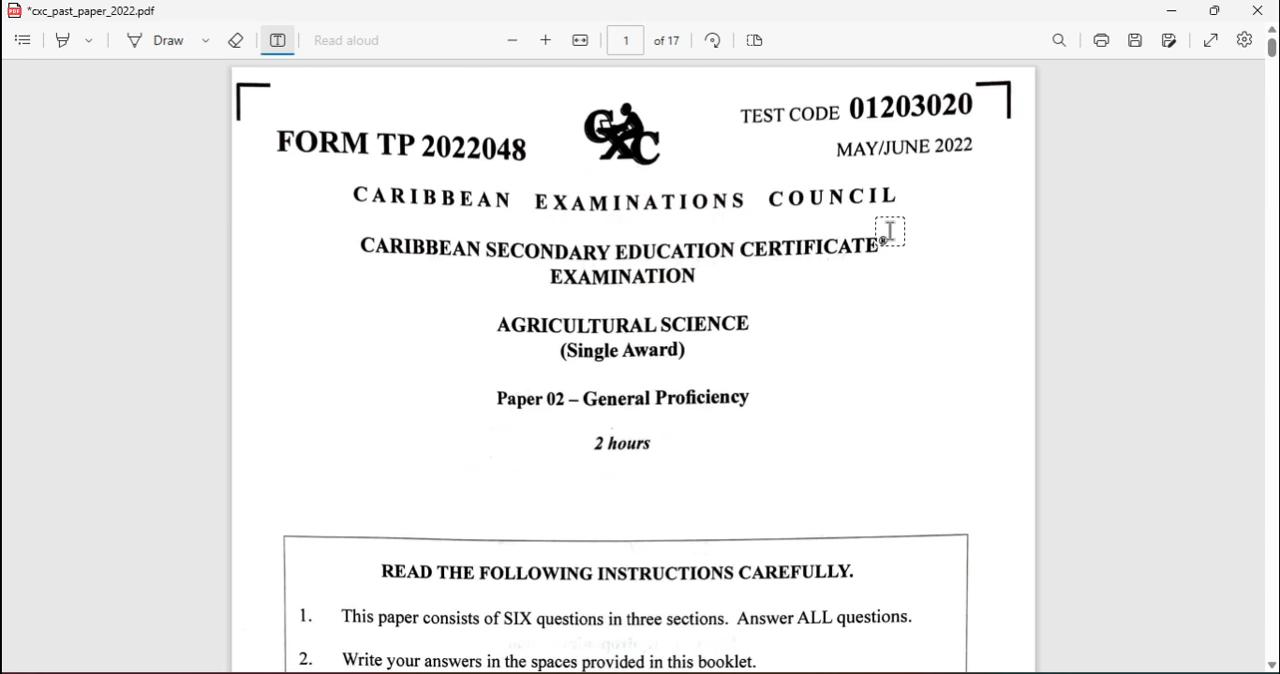 *cxc_past_paper_2022.pdf
Draw
Read aloud
1 of 17
TEST CODE 01203020
FORM TP 2022048
CXC
MAY/JUNE 2022
CARIBBEAN EXAMINATIONS COUNCIL
CARIBBEAN SECONDARY EDUCATION CERTIFICATE®
EXAMINATION
AGRICULTURAL SCIENCE
(Single Award)
Paper 02 – General Proficiency
2 hours
READ THE FOLLOWING INSTRUCTIONS CAREFULLY.
1. This paper consists of SIX questions in three sections. Answer ALL questions.
2. Write your answers in the spaces provided in this booklet.